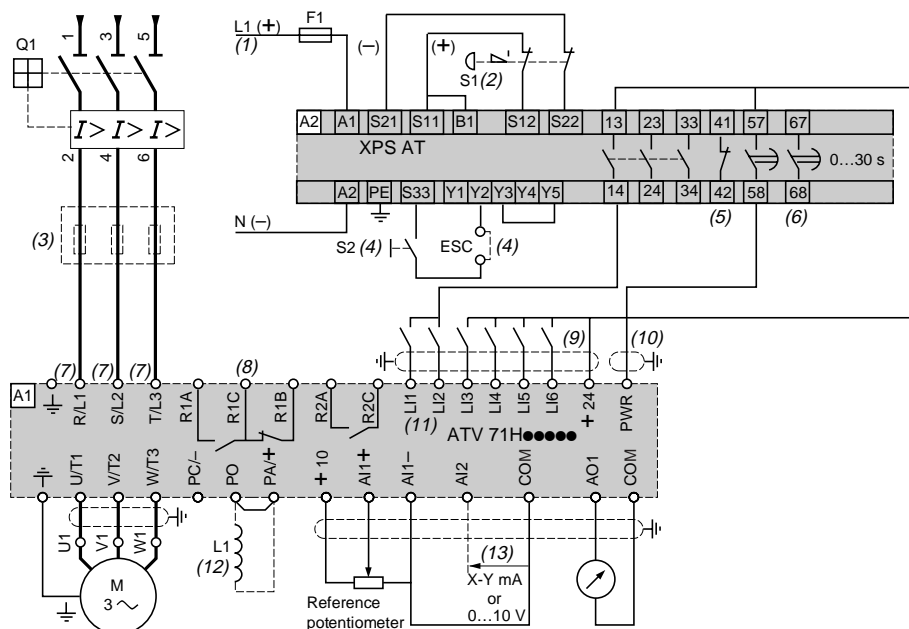 1 3 5
Q1
I> I> I>
2 4 6
(3)
L1 (+) F1
(1)
(–) (+)
S1 (2)
A2 A1 S21 S11 B1 S12 S22 13 23 33 41 57 67
XPS AT
0...30 s
A2 PE S33 Y1 Y2 Y3 Y4 Y5 14 24 34 42 58 68
(5) (6)
N (–)
S2 (4) ESC (4)
(9) (10)
(7) (7) (7) (8)
A1
R/L1 S/L2 T/L3 R1A R1C R1B R2A R2C LI1 LI2 LI3 LI4 LI5 LI6 +24 PWR
(11)
ATV 71H●●●●●
U/T1 V/T2 W/T3 PC/– PO PA/+ +10 AI1+ AI1– AI2 COM AO1 COM
U1 V1 W1
L1
(12)
M
3
(13)
X-Y mA
or
0...10 V
Reference
potentiometer